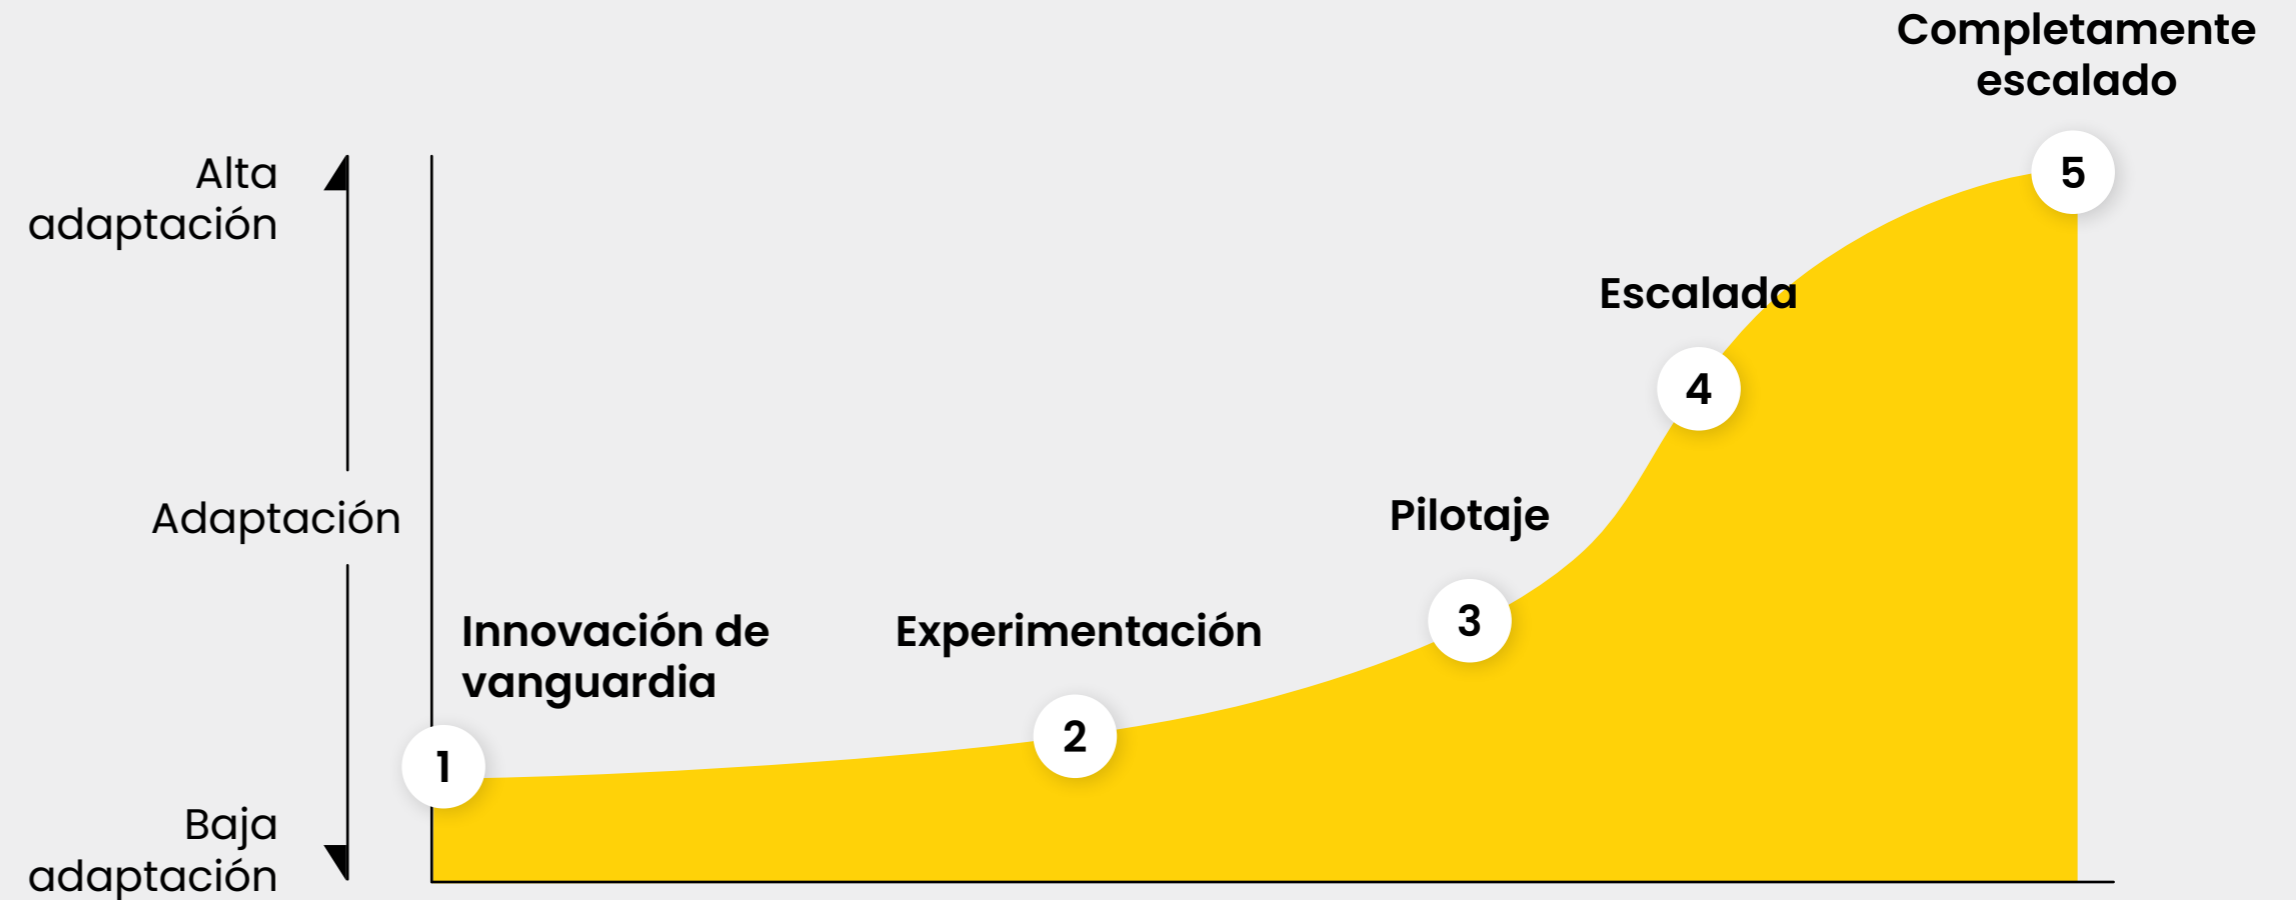 Completamente
escalado
5
Alta
adaptación
Escalada
4
Adaptación
Pilotaje
3
Innovación de
vanguardia
Experimentación
2
1
Baja
adaptación